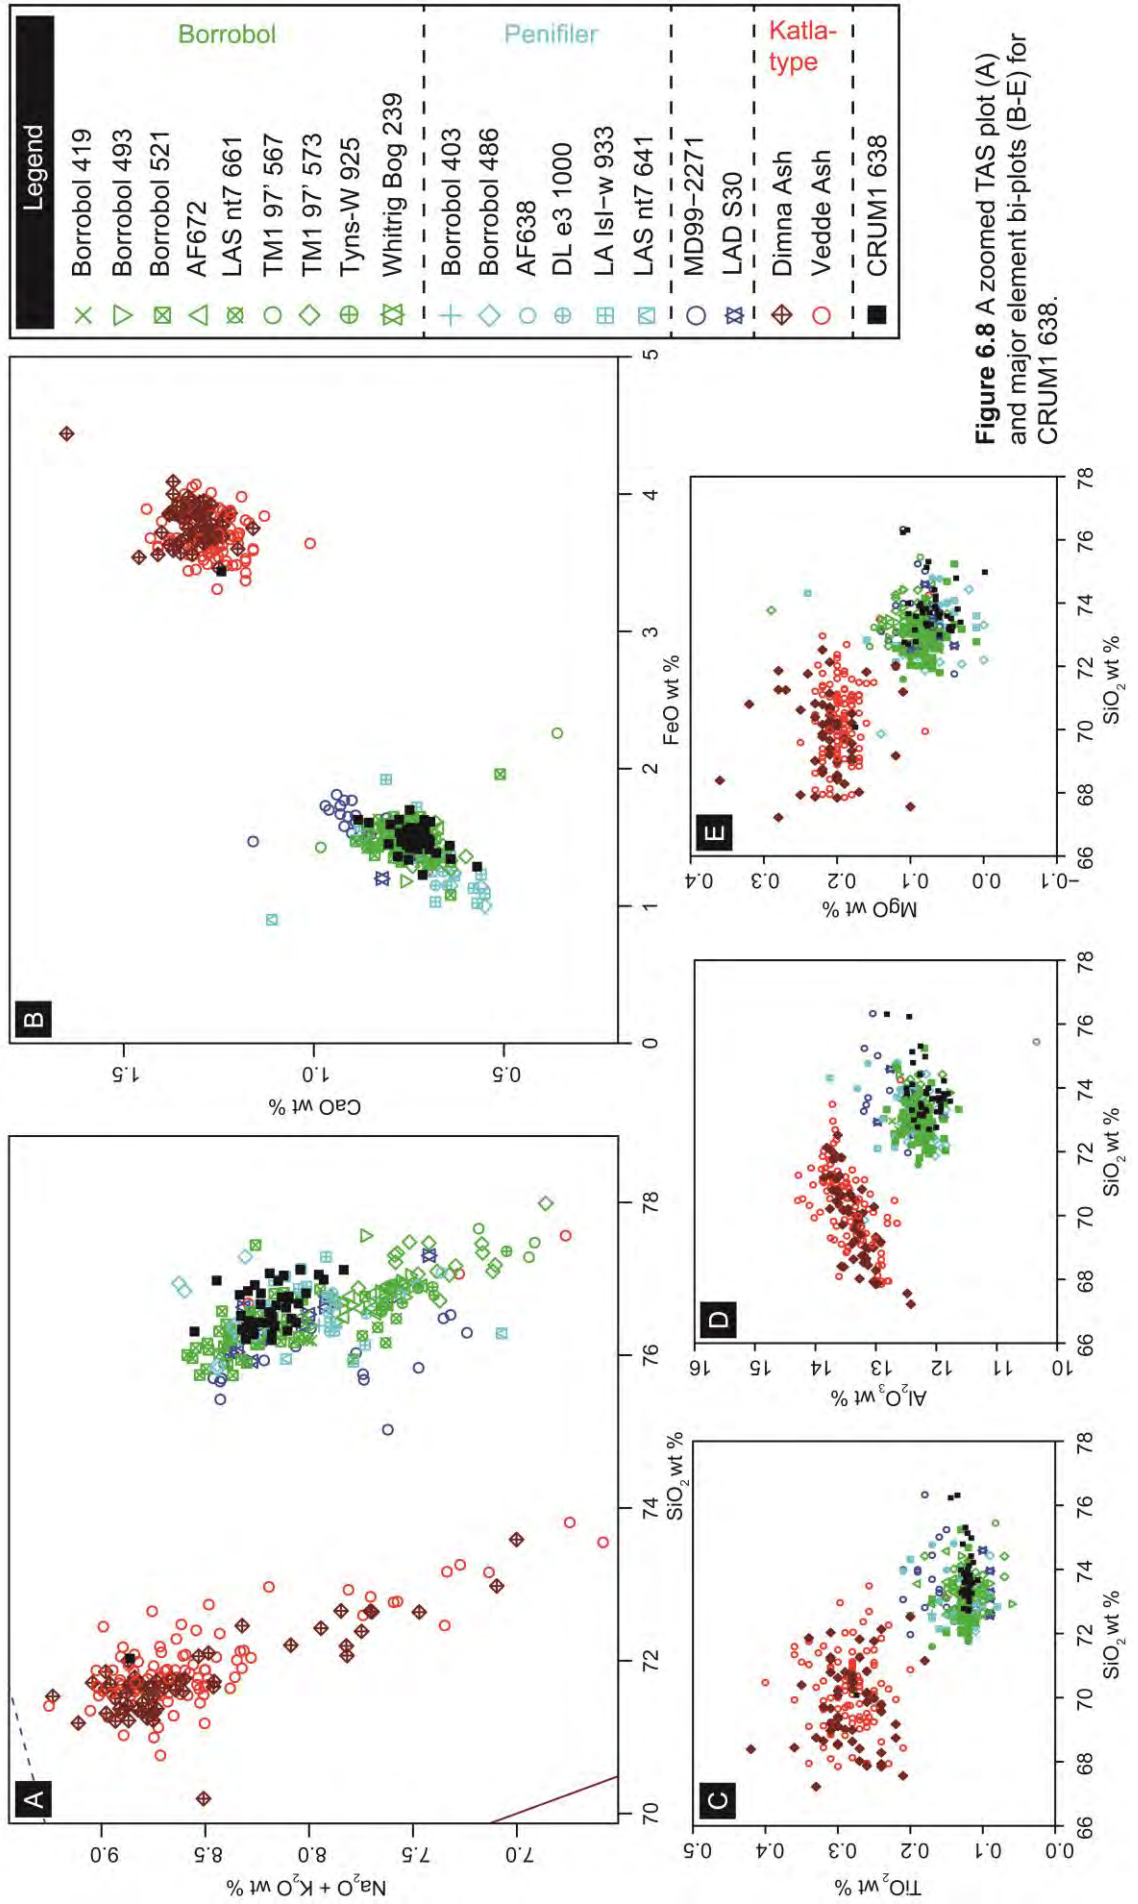 A
Na₂O + K₂O wt %
9.0
8.5
8.0
7.5
7.0
70
72
74
76
78
SiO₂ wt %
B
CaO wt %
1.5
1.0
0.5
0
1
2
3
4
5
FeO wt %
Legend
Borrobol
Borrobol 419
Borrobol 493
Borrobol 521
AF672
LAS nt7 661
TM1 97' 567
TM1 97' 573
Tyns-W 925
Whitrig Bog 239
Penifiler
Borrobol 403
Borrobol 486
AF638
DL e3 1000
LA Isl-w 933
LAS nt7 641
MD99-2271
LAD S30
Katla-
type
Dimna Ash
Vedde Ash
CRUM1 638
C
TiO₂ wt %
0.5
0.4
0.3
0.2
0.1
0.0
66
68
70
72
74
76
78
SiO₂ wt %
D
Al₂O₃ wt %
16
15
14
13
12
11
10
66
68
70
72
74
76
78
SiO₂ wt %
E
MgO wt %
0.4
0.3
0.2
0.1
0.0
-0.1
66
68
70
72
74
76
78
SiO₂ wt %
Figure 6.8 A zoomed TAS plot (A)
and major element bi-plots (B-E) for
CRUM1 638.